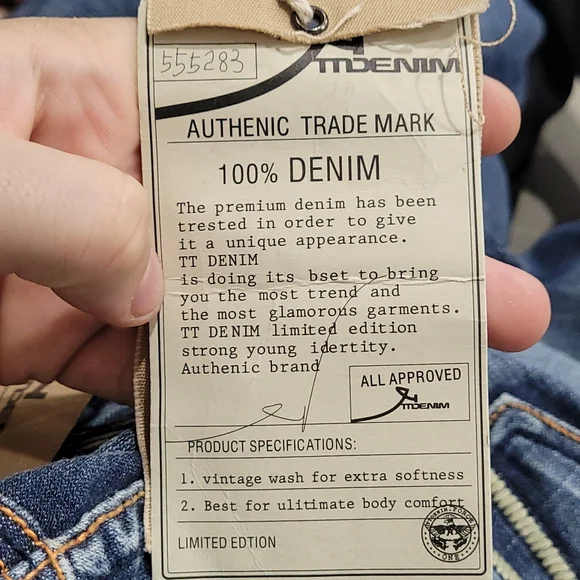 555283
TTDENIM
AUTHENIC TRADE MARK
100% DENIM
The premium denim has been
trested in order to give
it a unique appearance.
TT DENIM
is doing its bset to bring
you the most trend and
the most glamorous garments.
TT DENIM limited edition
strong young idertity.
Authenic brand
ALL APPROVED
TTDENIM
PRODUCT SPECIFICATIONS:
1. vintage wash for extra softness
2. Best for ulitimate body comfort
LIMITED EDTION
ONE